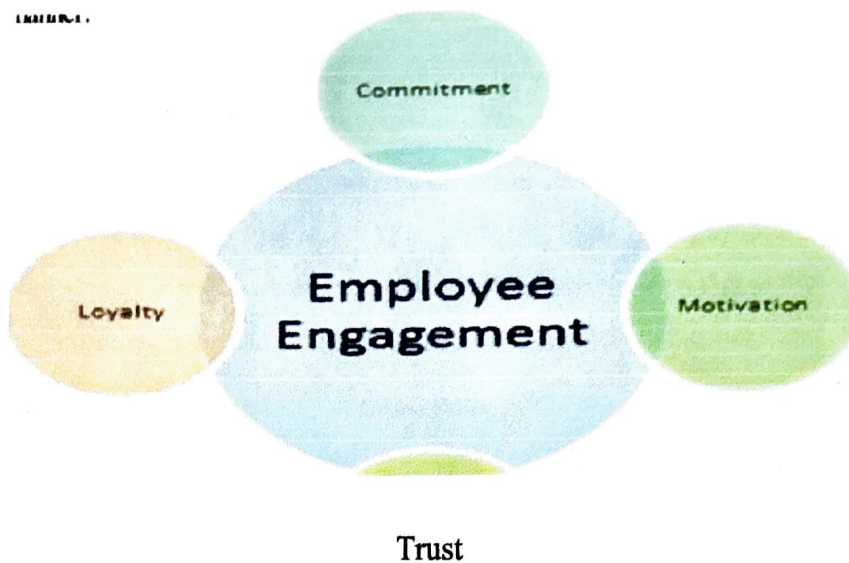 Commitment
Loyalty
Employee
Engagement
Motivation
Trust